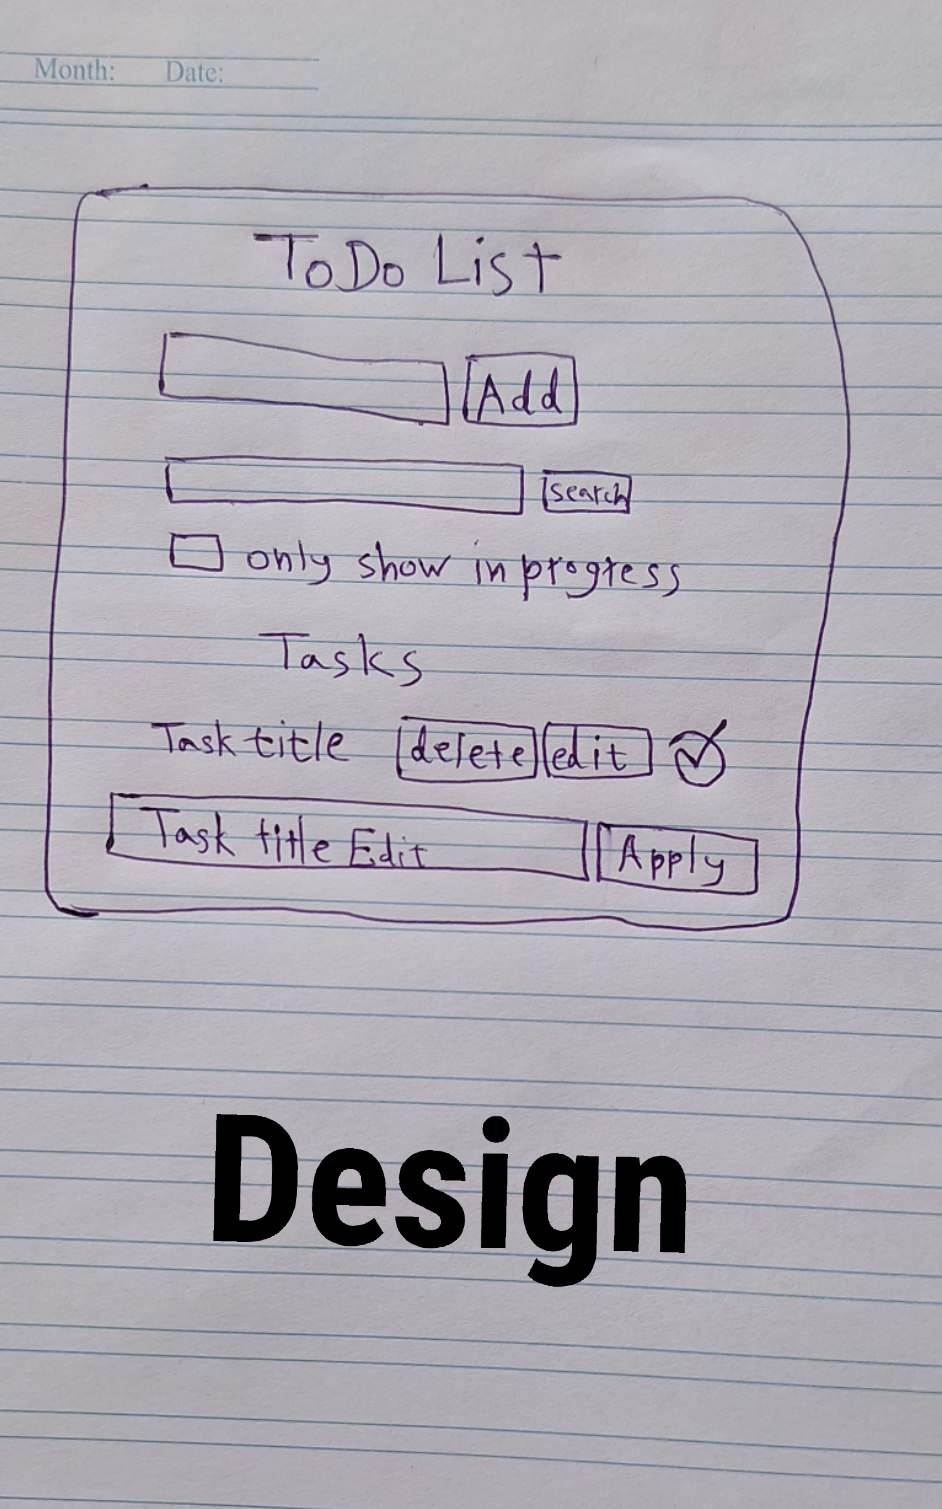 Month: Date:
ToDo List
Add
search
only show in progress
Tasks
Task title delete edit
Task title Edit Apply
Design